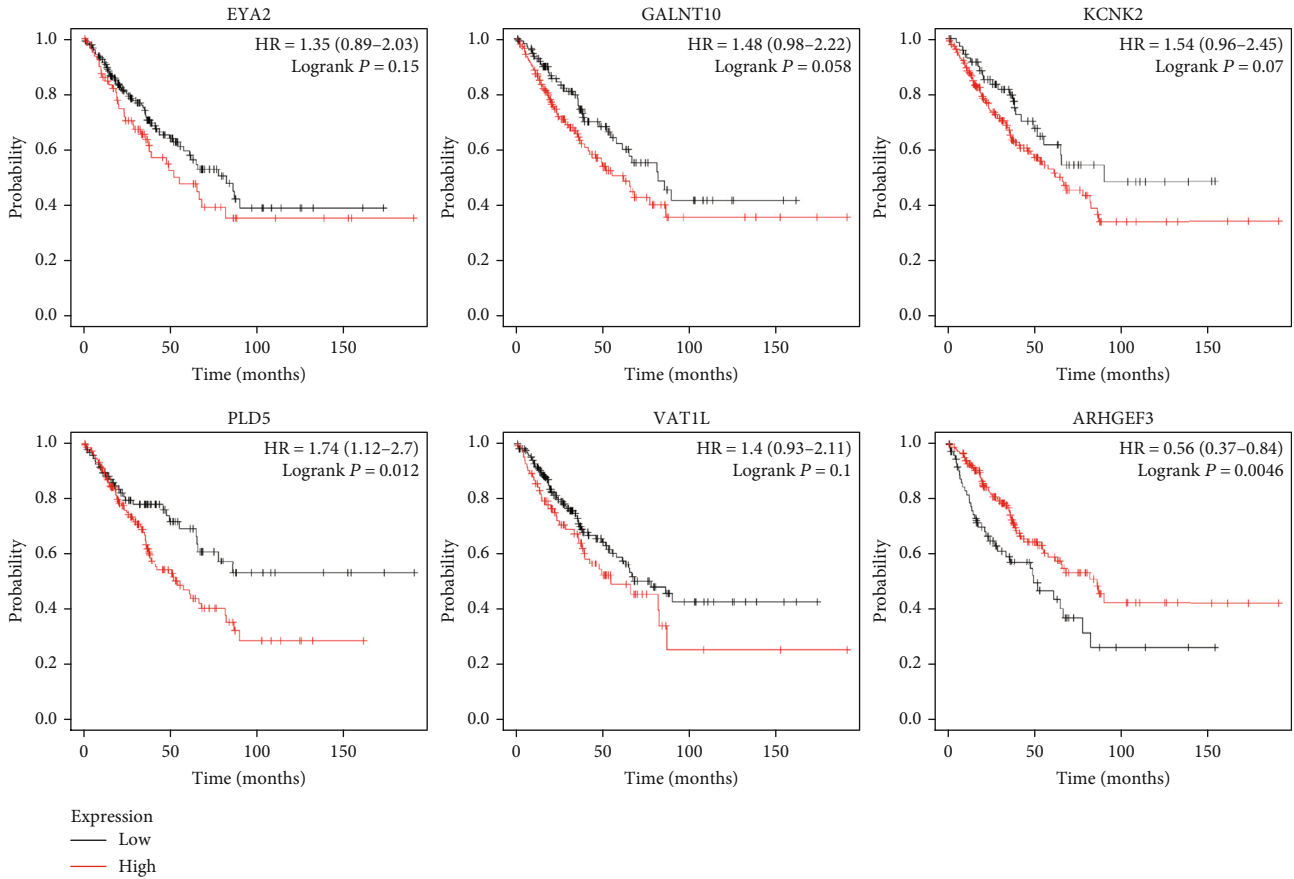 EYA2
HR = 1.35 (0.89–2.03)
Logrank P = 0.15
1.0
0.8
0.6
0.4
0.2
0.0
Probability
0 50 100 150
Time (months)
GALNT10
HR = 1.48 (0.98–2.22)
Logrank P = 0.058
1.0
0.8
0.6
0.4
0.2
0.0
Probability
0 50 100 150
Time (months)
KCNK2
HR = 1.54 (0.96–2.45)
Logrank P = 0.07
1.0
0.8
0.6
0.4
0.2
0.0
Probability
0 50 100 150
Time (months)
PLD5
HR = 1.74 (1.12–2.7)
Logrank P = 0.012
1.0
0.8
0.6
0.4
0.2
0.0
Probability
0 50 100 150
Time (months)
VAT1L
HR = 1.4 (0.93–2.11)
Logrank P = 0.1
1.0
0.8
0.6
0.4
0.2
0.0
Probability
0 50 100 150
Time (months)
ARHGEF3
HR = 0.56 (0.37–0.84)
Logrank P = 0.0046
1.0
0.8
0.6
0.4
0.2
0.0
Probability
0 50 100 150
Time (months)
Expression
Low
High